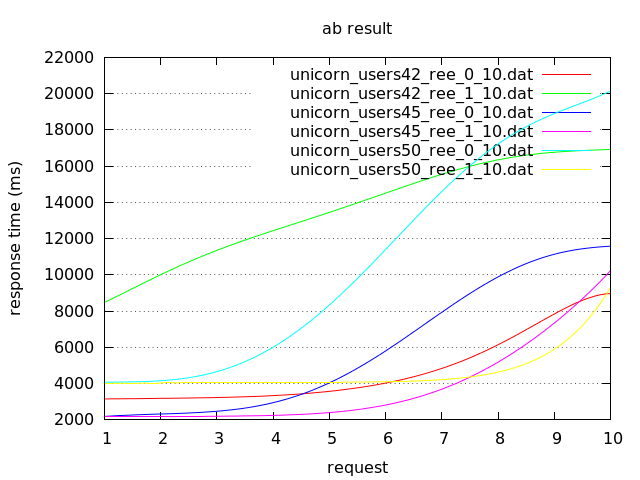 ab result
22000
20000
18000
16000
14000
12000
10000
8000
6000
4000
2000
response time (ms)
unicorn_users42_ree_0_10.dat
unicorn_users42_ree_1_10.dat
unicorn_users45_ree_0_10.dat
unicorn_users45_ree_1_10.dat
unicorn_users50_ree_0_10.dat
unicorn_users50_ree_1_10.dat
1 2 3 4 5 6 7 8 9 10
request